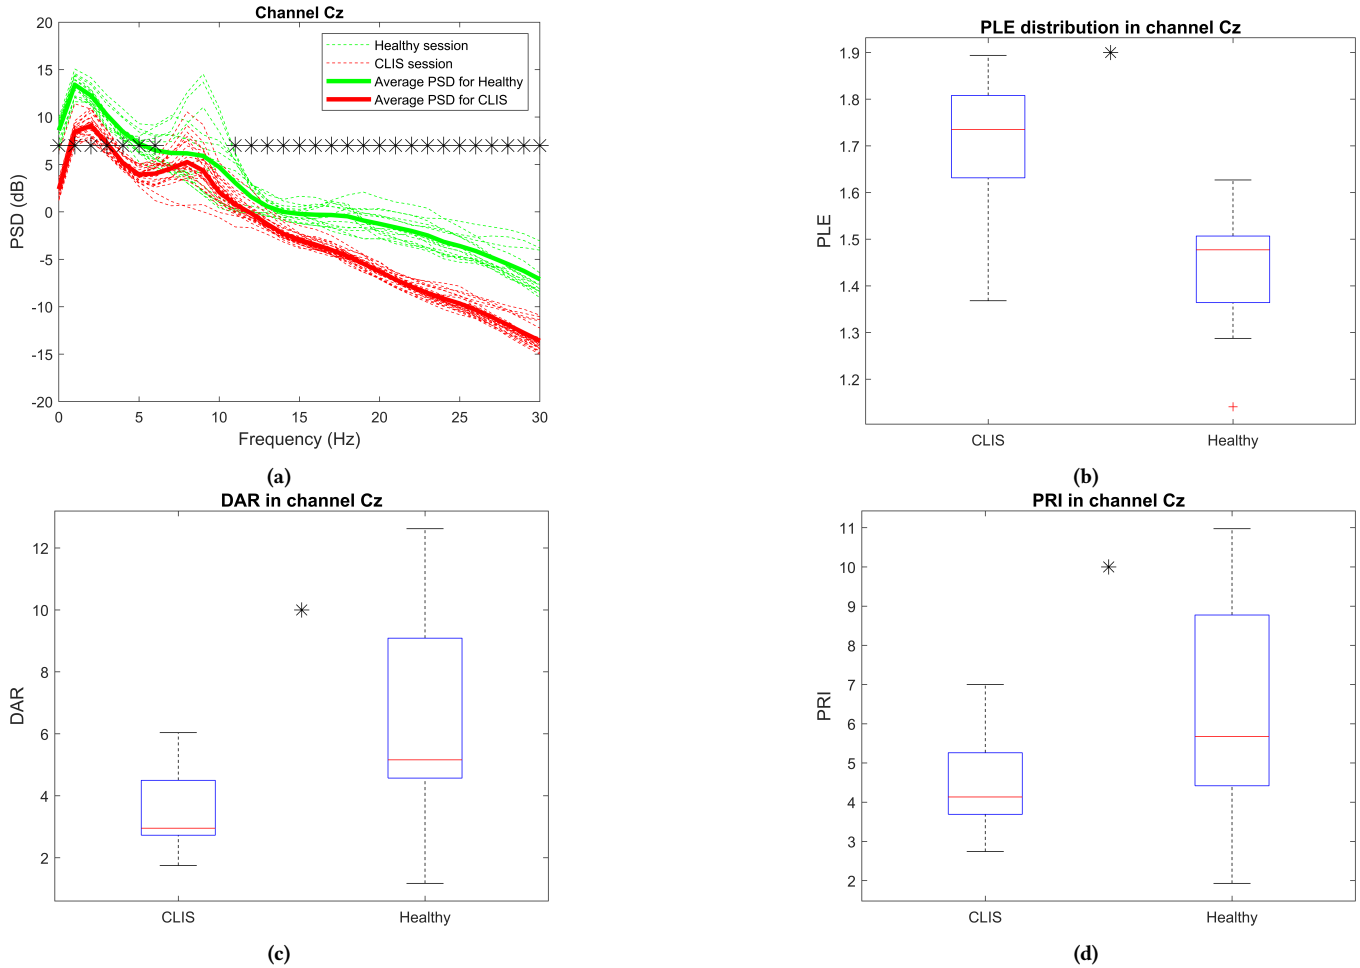 Channel Cz
20
15
10
5
0
-5
-10
-15
-20
PSD (dB)
Healthy session
CLIS session
Average PSD for Healthy
Average PSD for CLIS
0 5 10 15 20 25 30
Frequency (Hz)
(a)
PLE distribution in channel Cz
1.9
1.8
1.7
1.6
1.5
1.4
1.3
1.2
PLE
CLIS Healthy
(b)
DAR in channel Cz
12
10
8
6
4
2
DAR
CLIS Healthy
(c)
PRI in channel Cz
11
10
9
8
7
6
5
4
3
2
PRI
CLIS Healthy
(d)